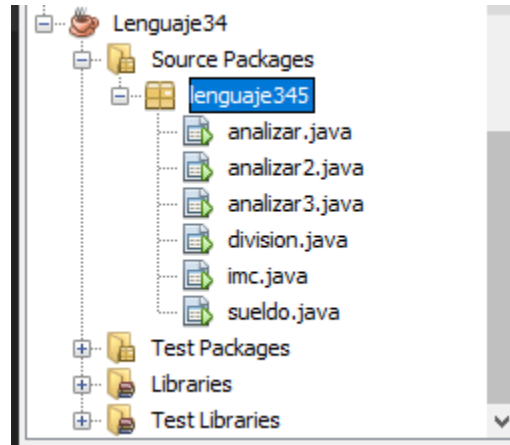 Lenguaje34
Source Packages
lenguaje345
analizar.java
analizar2.java
analizar3.java
division.java
imc.java
sueldo.java
Test Packages
Libraries
Test Libraries